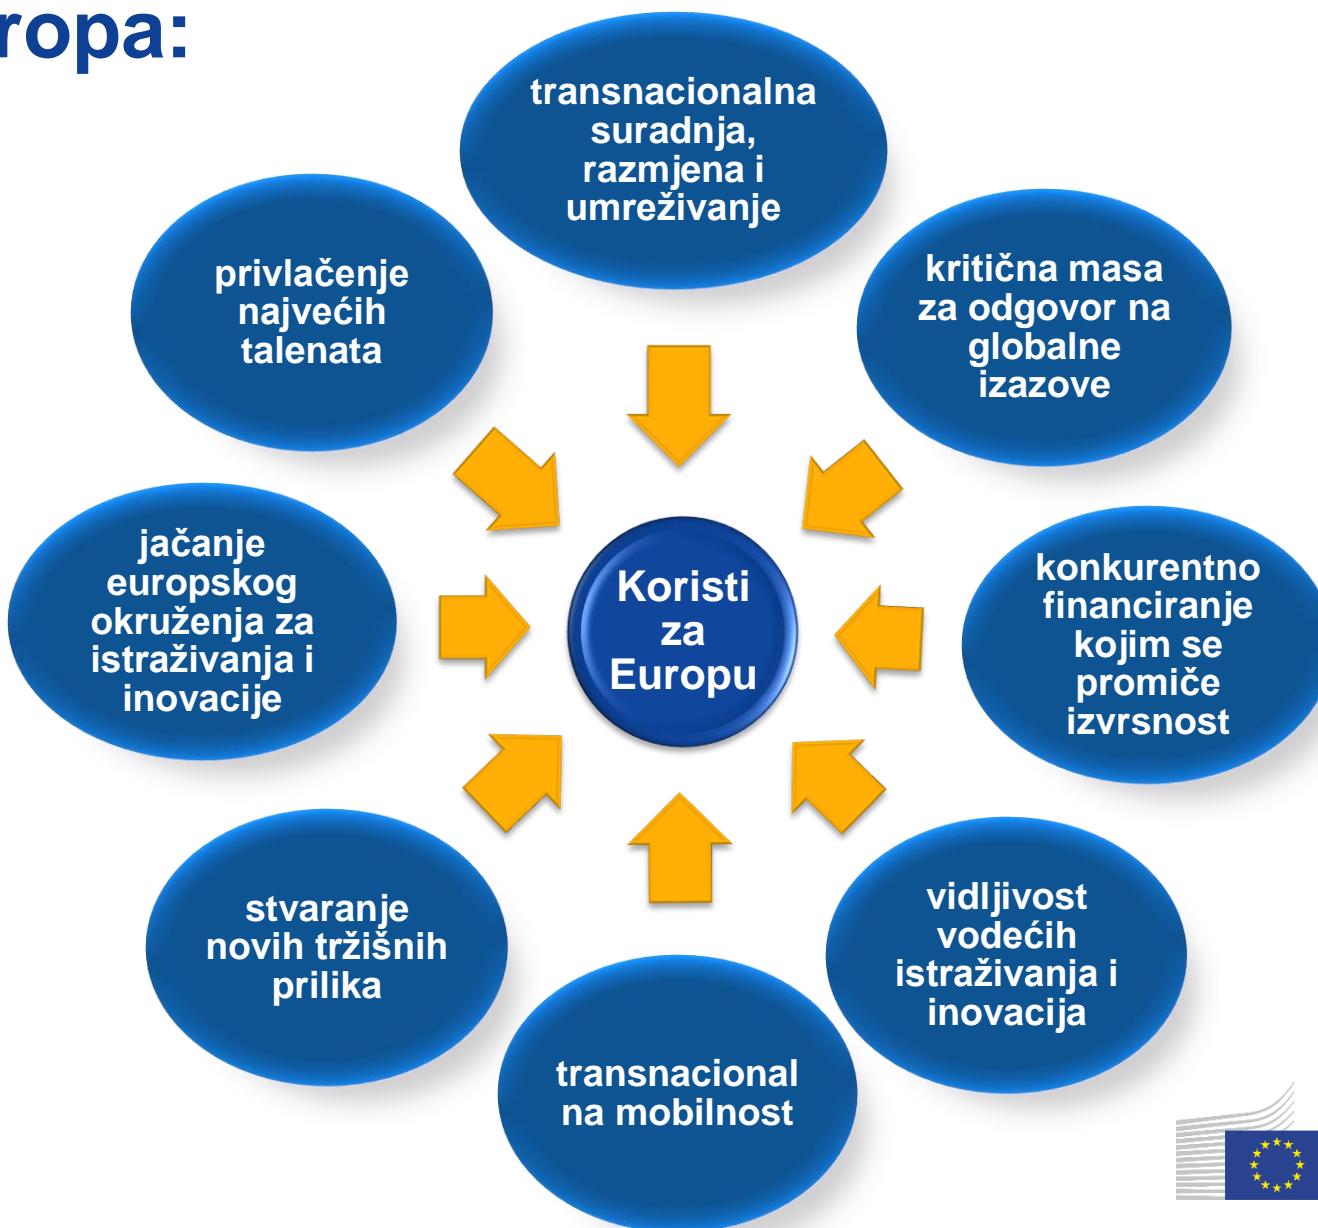 ropa:
transnacionalna
suradnja,
razmjena i
umreživanje
kritična masa
za odgovor na
globalne
izazove
konkurentno
financiranje
kojim se
promiče
izvrsnost
vidljivost
vodećih
istraživanja i
inovacija
transnacional
na mobilnost
stvaranje
novih tržišnih
prilika
jačanje
europskog
okruženja za
istraživanja i
inovacije
privlačenje
najvećih
talenata
Koristi
za
Europu